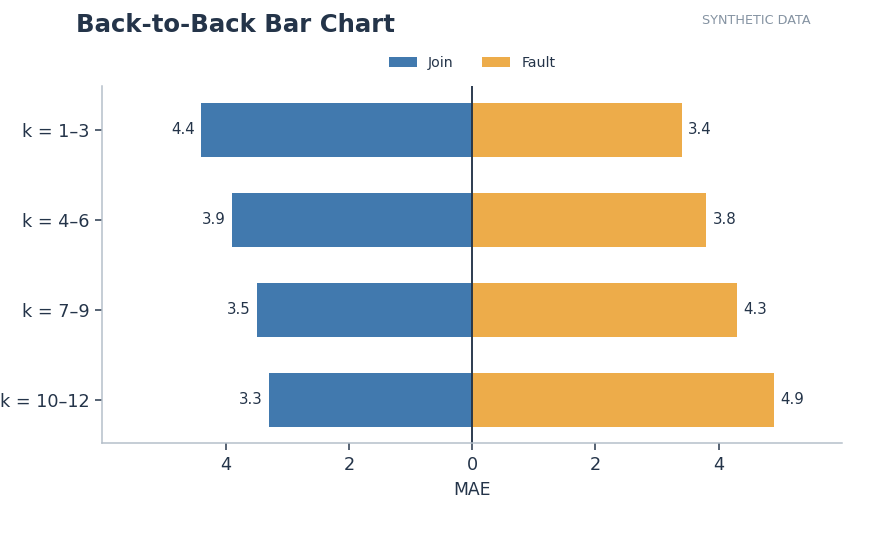 Back-to-Back Bar Chart
SYNTHETIC DATA
Join
Fault
k = 1–3
4.4
3.4
k = 4–6
3.9
3.8
k = 7–9
3.5
4.3
k = 10–12
3.3
4.9
4 2 0 2 4
MAE